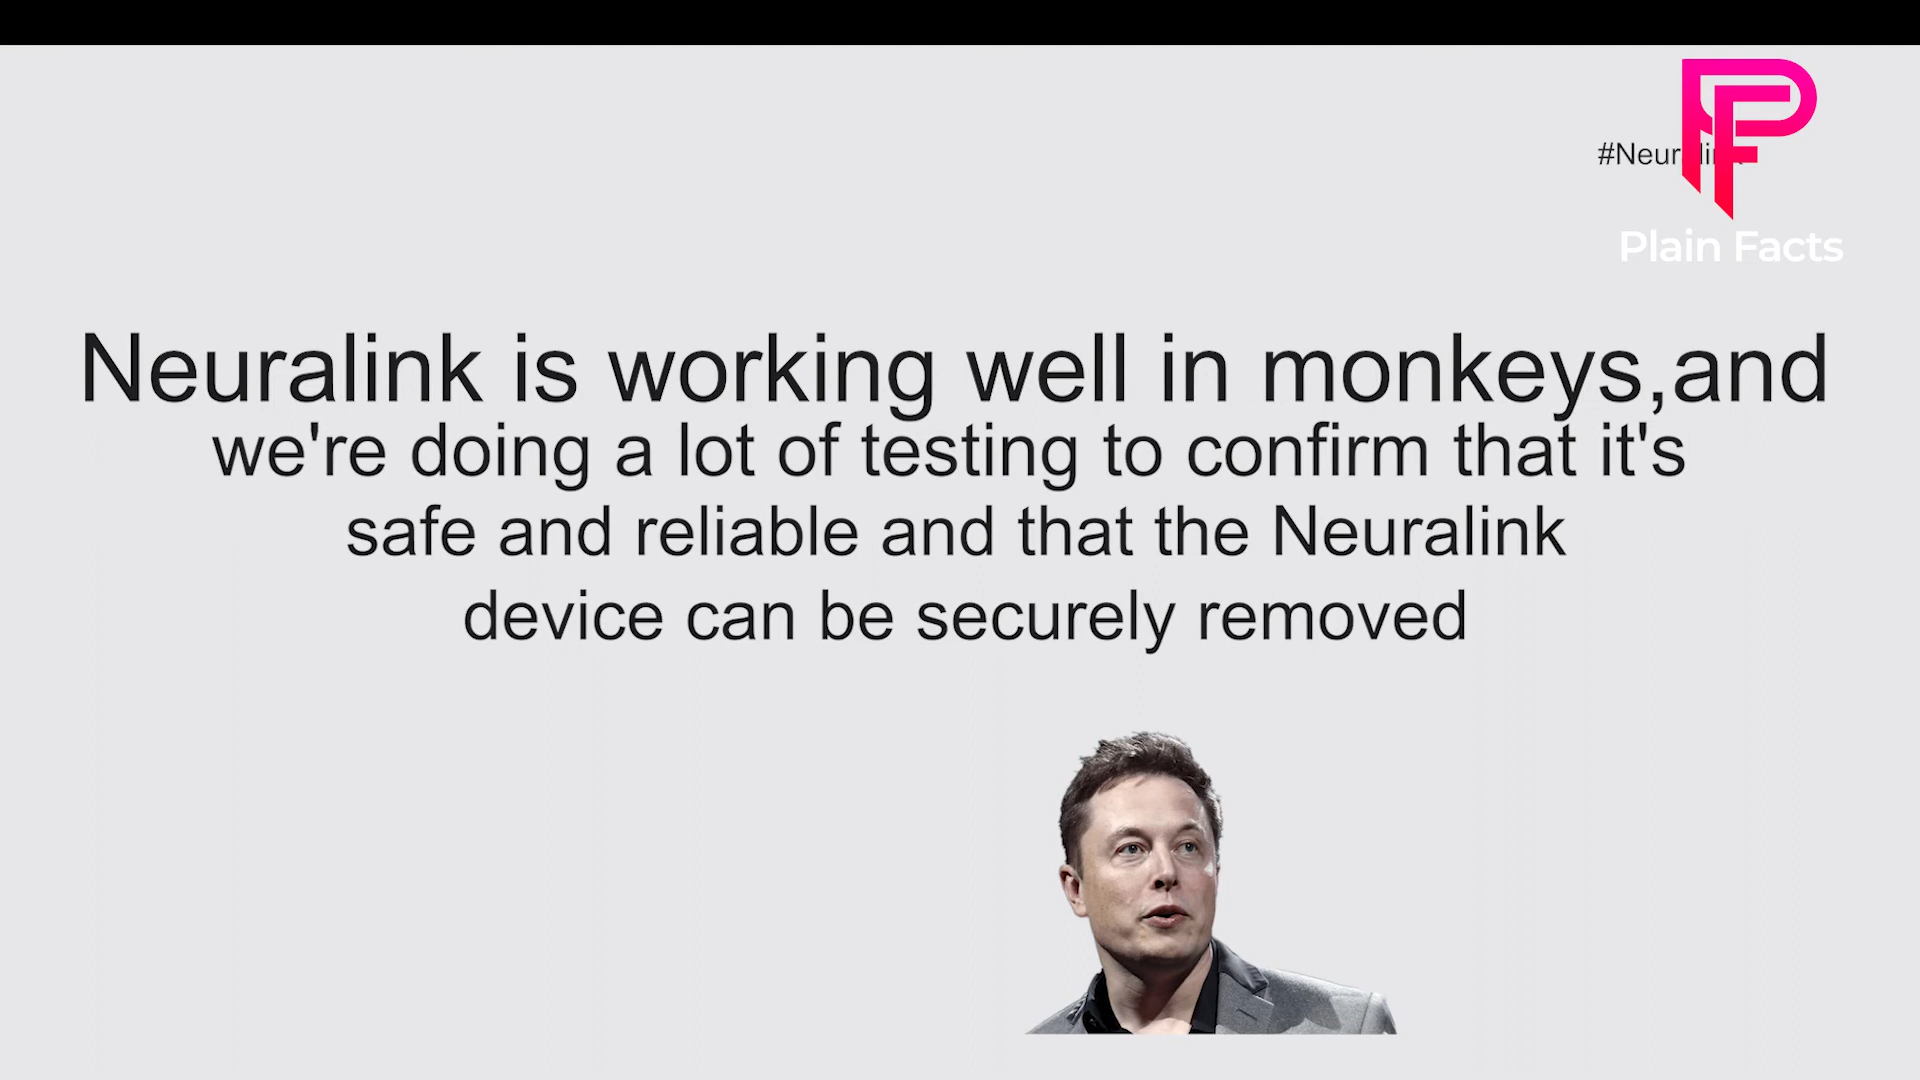 #Neuralink
Plain Facts
Neuralink is working well in monkeys,and
we're doing a lot of testing to confirm that it's
safe and reliable and that the Neuralink
device can be securely removed